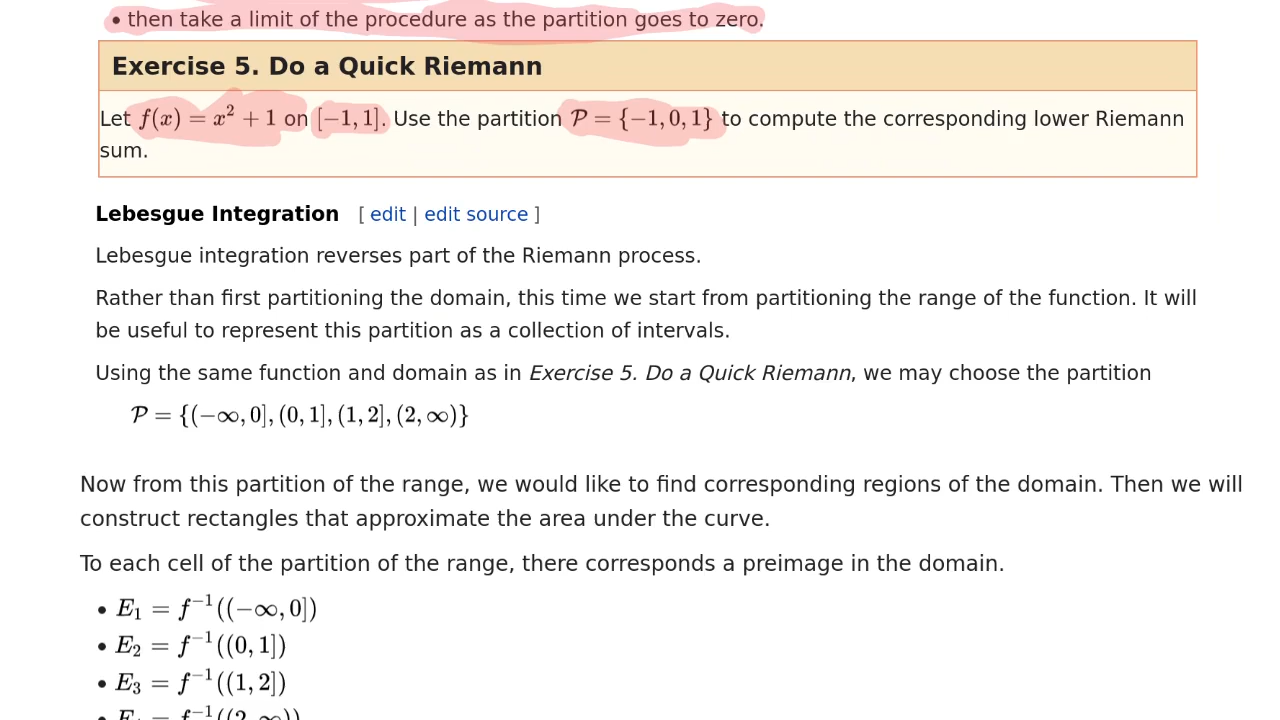 • then take a limit of the procedure as the partition goes to zero.
Exercise 5. Do a Quick Riemann
Let f(x) = x² + 1 on [−1, 1]. Use the partition 𝒫 = {−1, 0, 1} to compute the corresponding lower Riemann
sum.
Lebesgue Integration [ edit | edit source ]
Lebesgue integration reverses part of the Riemann process.
Rather than first partitioning the domain, this time we start from partitioning the range of the function. It will
be useful to represent this partition as a collection of intervals.
Using the same function and domain as in Exercise 5. Do a Quick Riemann, we may choose the partition
𝒫 = {(−∞, 0], (0, 1], (1, 2], (2, ∞)}
Now from this partition of the range, we would like to find corresponding regions of the domain. Then we will
construct rectangles that approximate the area under the curve.
To each cell of the partition of the range, there corresponds a preimage in the domain.
• E₁ = f⁻¹((−∞, 0])
• E₂ = f⁻¹((0, 1])
• E₃ = f⁻¹((1, 2])